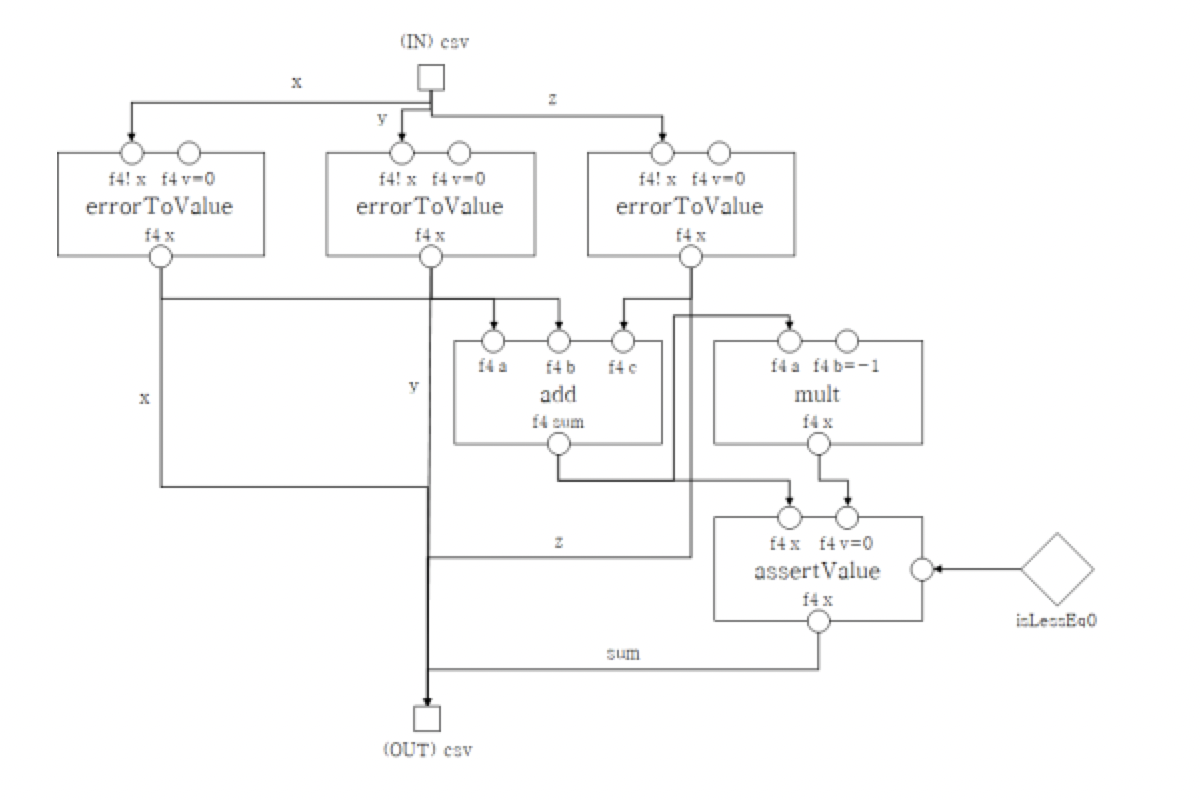 (IN) csv
x
z
y
f4! x f4 v=0
f4! x f4 v=0
f4! x f4 v=0
errorToValue
errorToValue
errorToValue
f4 x
f4 x
f4 x
f4 a f4 b f4 c
f4 a f4 b=-1
add
mult
f4 sum
f4 x
x
y
z
f4 x f4 v=0
assertValue
f4 x
isLessEq0
sum
(OUT) csv